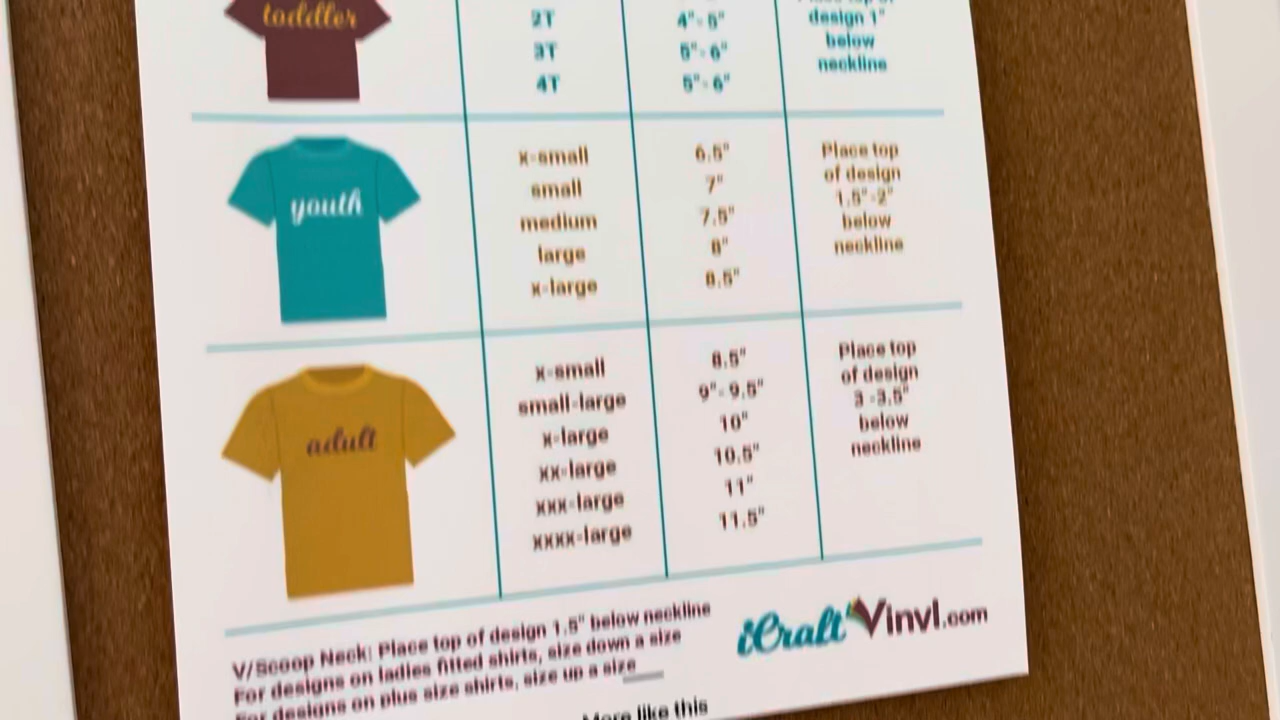 toddler
2T 4"-5"
3T 5"-6"
4T 5"-6"
design 1"
below
neckline
youth
x-small 6.5"
small 7"
medium 7.5"
large 8"
x-large 8.5"
Place top
of design
1.5"-2"
below
neckline
adult
x-small 8.5"
small-large 9"-9.5"
x-large 10"
xx-large 10.5"
xxx-large 11"
xxxx-large 11.5"
Place top
of design
3 -3.5"
below
neckline
V/Scoop Neck: Place top of design 1.5" below neckline
For designs on ladies fitted shirts, size down a size
For designs on plus size shirts, size up a size
iCraftVinyl.com
More like this